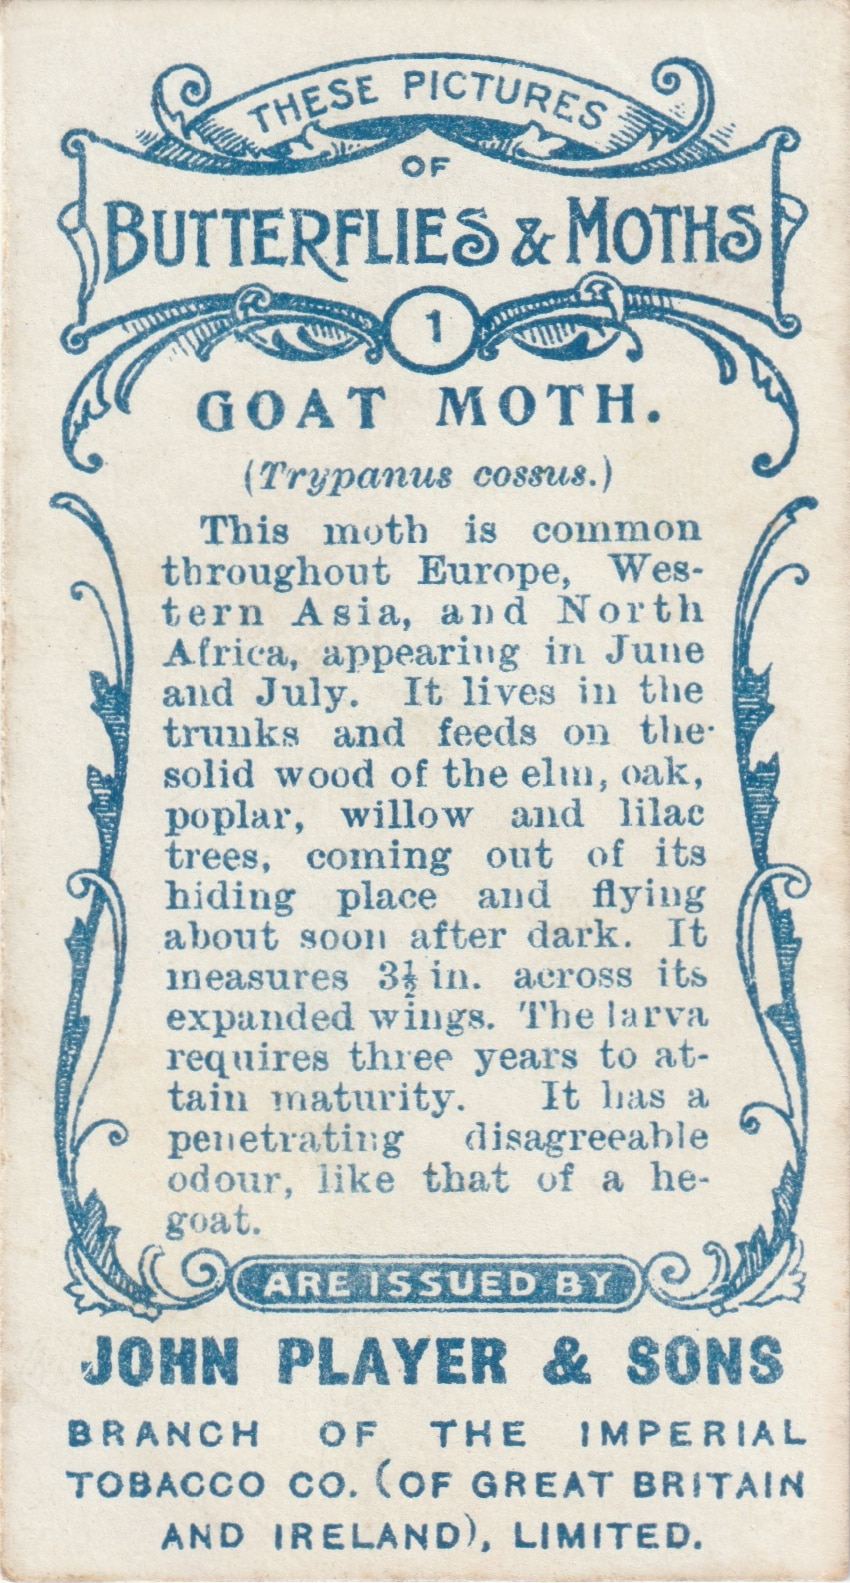 THESE PICTURES
OF
BUTTERFLIES & MOTHS
1
GOAT MOTH.
(Trypanus cossus.)
This moth is common
throughout Europe, Wes-
tern Asia, and North
Africa, appearing in June
and July. It lives in the
trunks and feeds on the
solid wood of the elm, oak,
poplar, willow and lilac
trees, coming out of its
hiding place and flying
about soon after dark. It
measures 3½ in. across its
expanded wings. The larva
requires three years to at-
tain maturity. It has a
penetrating disagreeable
odour, like that of a he-
goat.
ARE ISSUED BY
JOHN PLAYER & SONS
BRANCH OF THE IMPERIAL
TOBACCO CO. (OF GREAT BRITAIN
AND IRELAND), LIMITED.